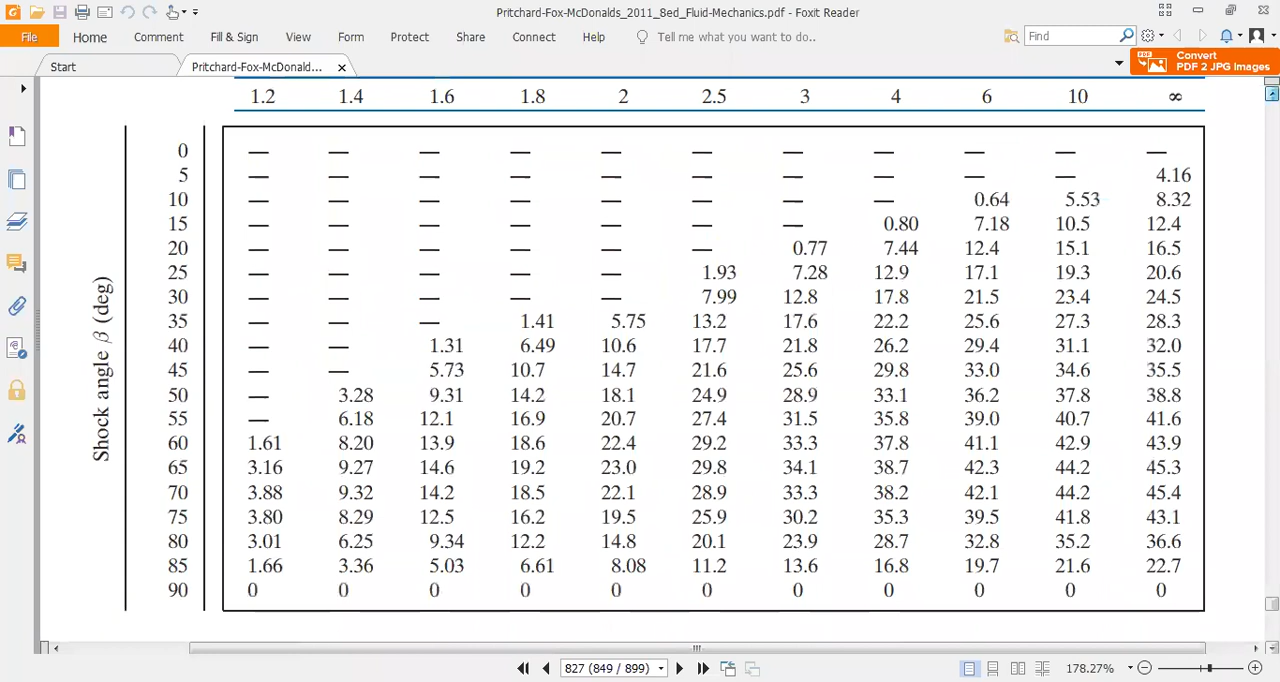 Pritchard-Fox-McDonalds_2011_8ed_Fluid-Mechanics.pdf - Foxit Reader
File Home Comment Fill & Sign View Form Protect Share Connect Help Tell me what you want to do.. Find
Start Pritchard-Fox-McDonald... Convert
PDF 2 JPG Images
1.2 1.4 1.6 1.8 2 2.5 3 4 6 10 ∞
Shock angle β (deg)
0 — — — — — — — — — — —
5 — — — — — — — — — — 4.16
10 — — — — — — — — 0.64 5.53 8.32
15 — — — — — — — 0.80 7.18 10.5 12.4
20 — — — — — — 0.77 7.44 12.4 15.1 16.5
25 — — — — — 1.93 7.28 12.9 17.1 19.3 20.6
30 — — — — — 7.99 12.8 17.8 21.5 23.4 24.5
35 — — — 1.41 5.75 13.2 17.6 22.2 25.6 27.3 28.3
40 — — 1.31 6.49 10.6 17.7 21.8 26.2 29.4 31.1 32.0
45 — — 5.73 10.7 14.7 21.6 25.6 29.8 33.0 34.6 35.5
50 — 3.28 9.31 14.2 18.1 24.9 28.9 33.1 36.2 37.8 38.8
55 — 6.18 12.1 16.9 20.7 27.4 31.5 35.8 39.0 40.7 41.6
60 1.61 8.20 13.9 18.6 22.4 29.2 33.3 37.8 41.1 42.9 43.9
65 3.16 9.27 14.6 19.2 23.0 29.8 34.1 38.7 42.3 44.2 45.3
70 3.88 9.32 14.2 18.5 22.1 28.9 33.3 38.2 42.1 44.2 45.4
75 3.80 8.29 12.5 16.2 19.5 25.9 30.2 35.3 39.5 41.8 43.1
80 3.01 6.25 9.34 12.2 14.8 20.1 23.9 28.7 32.8 35.2 36.6
85 1.66 3.36 5.03 6.61 8.08 11.2 13.6 16.8 19.7 21.6 22.7
90 0 0 0 0 0 0 0 0 0 0 0
827 (849 / 899) 178.27%